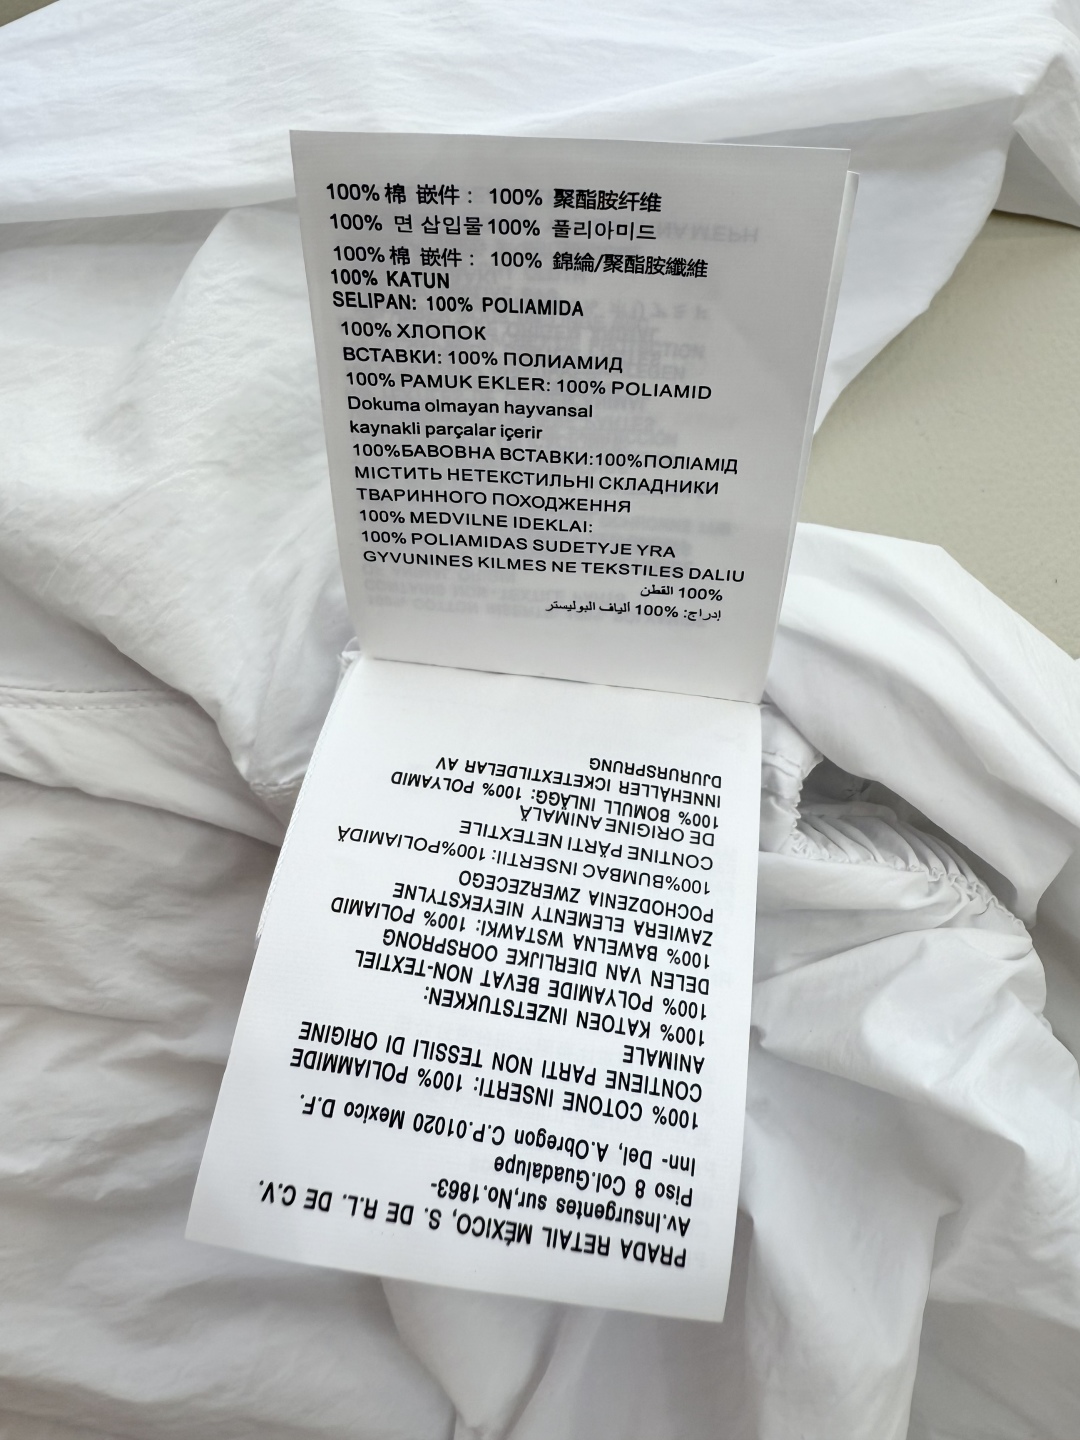 100% 棉 嵌件： 100% 聚酯胺纤维
100% 면 삽입물 100% 폴리아미드
100% 棉 嵌件： 100% 錦綸/聚酯胺纖維
100% KATUN
SELIPAN: 100% POLIAMIDA
100% ХЛОПОК
ВСТАВКИ: 100% ПОЛИАМИД
100% PAMUK EKLER: 100% POLIAMID
Dokuma olmayan hayvansal
kaynakli parçalar içerir
100%БАВОВНА ВСТАВКИ:100%ПОЛІАМІД
МІСТИТЬ НЕТЕКСТИЛЬНІ СКЛАДНИКИ
ТВАРИННОГО ПОХОДЖЕННЯ
100% MEDVILNE IDEKLAI:
100% POLIAMIDAS SUDETYJE YRA
GYVUNINES KILMES NE TEKSTILES DALIU
100% القطن
إدراج: 100% ألياف البوليستر
PRADA RETAIL MÉXICO, S. DE R.L. DE C.V.
Av.Insurgentes sur,No.1863-
Piso 8 Col.Guadalupe
Inn- Del, A.Obregon C.P.01020 Mexico D.F.
100% COTONE INSERTI: 100% POLIAMMIDE
CONTIENE PARTI NON TESSILI DI ORIGINE
ANIMALE
100% KATOEN INZETSTUKKEN:
100% POLYAMIDE BEVAT NON-TEXTIEL
DELEN VAN DIERLIJKE OORSPRONG
100% BAWELNA WSTAWKI: 100% POLIAMID
ZAWIERA ELEMENTY NIEYEKSTYLNE
POCHODZENIA ZWERZECEGO
100%BUMBAC INSERTII: 100%POLIAMIDĂ
CONTINE PĂRTI NETEXTILE
DE ORIGINE ANIMALĂ
100% BOMULL INLÄGG: 100% POLYAMID
INNEHÅLLER ICKETEXTILDELAR AV
DJURURSPRUNG